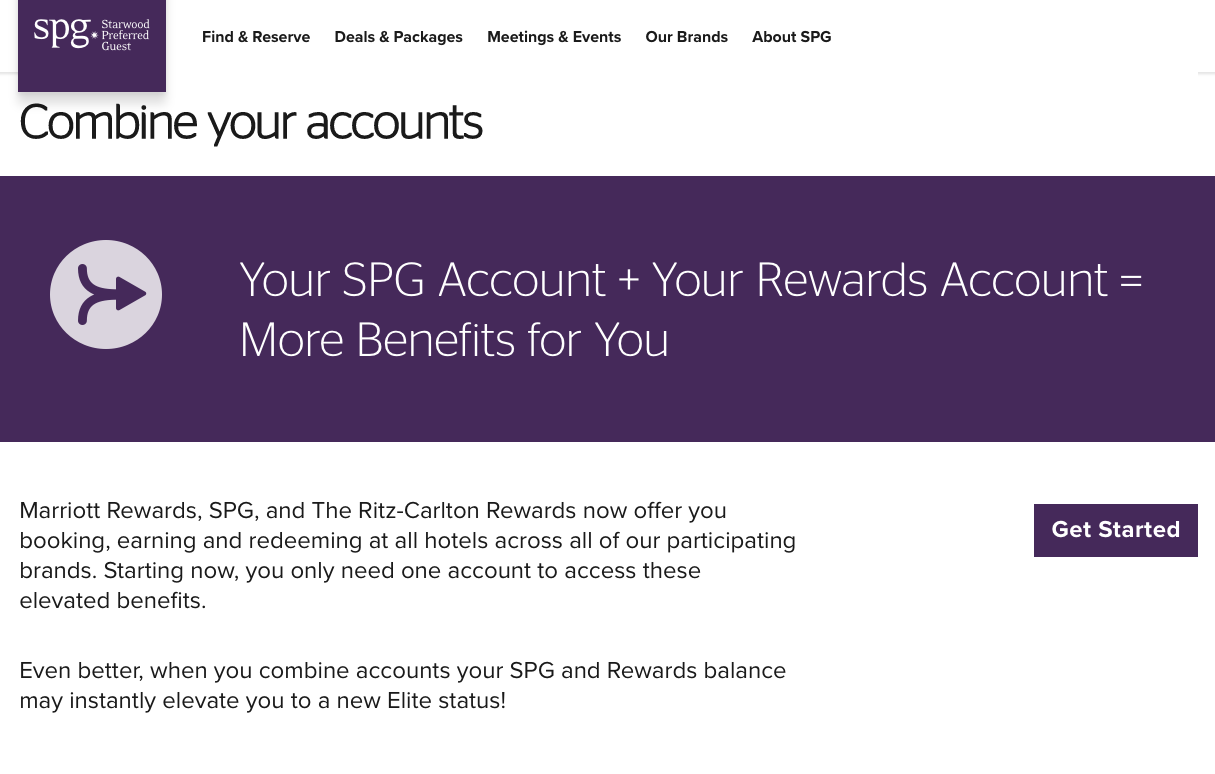 spg
Starwood
Preferred
Guest
Find & Reserve Deals & Packages Meetings & Events Our Brands About SPG
Combine your accounts
Your SPG Account + Your Rewards Account =
More Benefits for You
Marriott Rewards, SPG, and The Ritz-Carlton Rewards now offer you
booking, earning and redeeming at all hotels across all of our participating
brands. Starting now, you only need one account to access these
elevated benefits.
Get Started
Even better, when you combine accounts your SPG and Rewards balance
may instantly elevate you to a new Elite status!